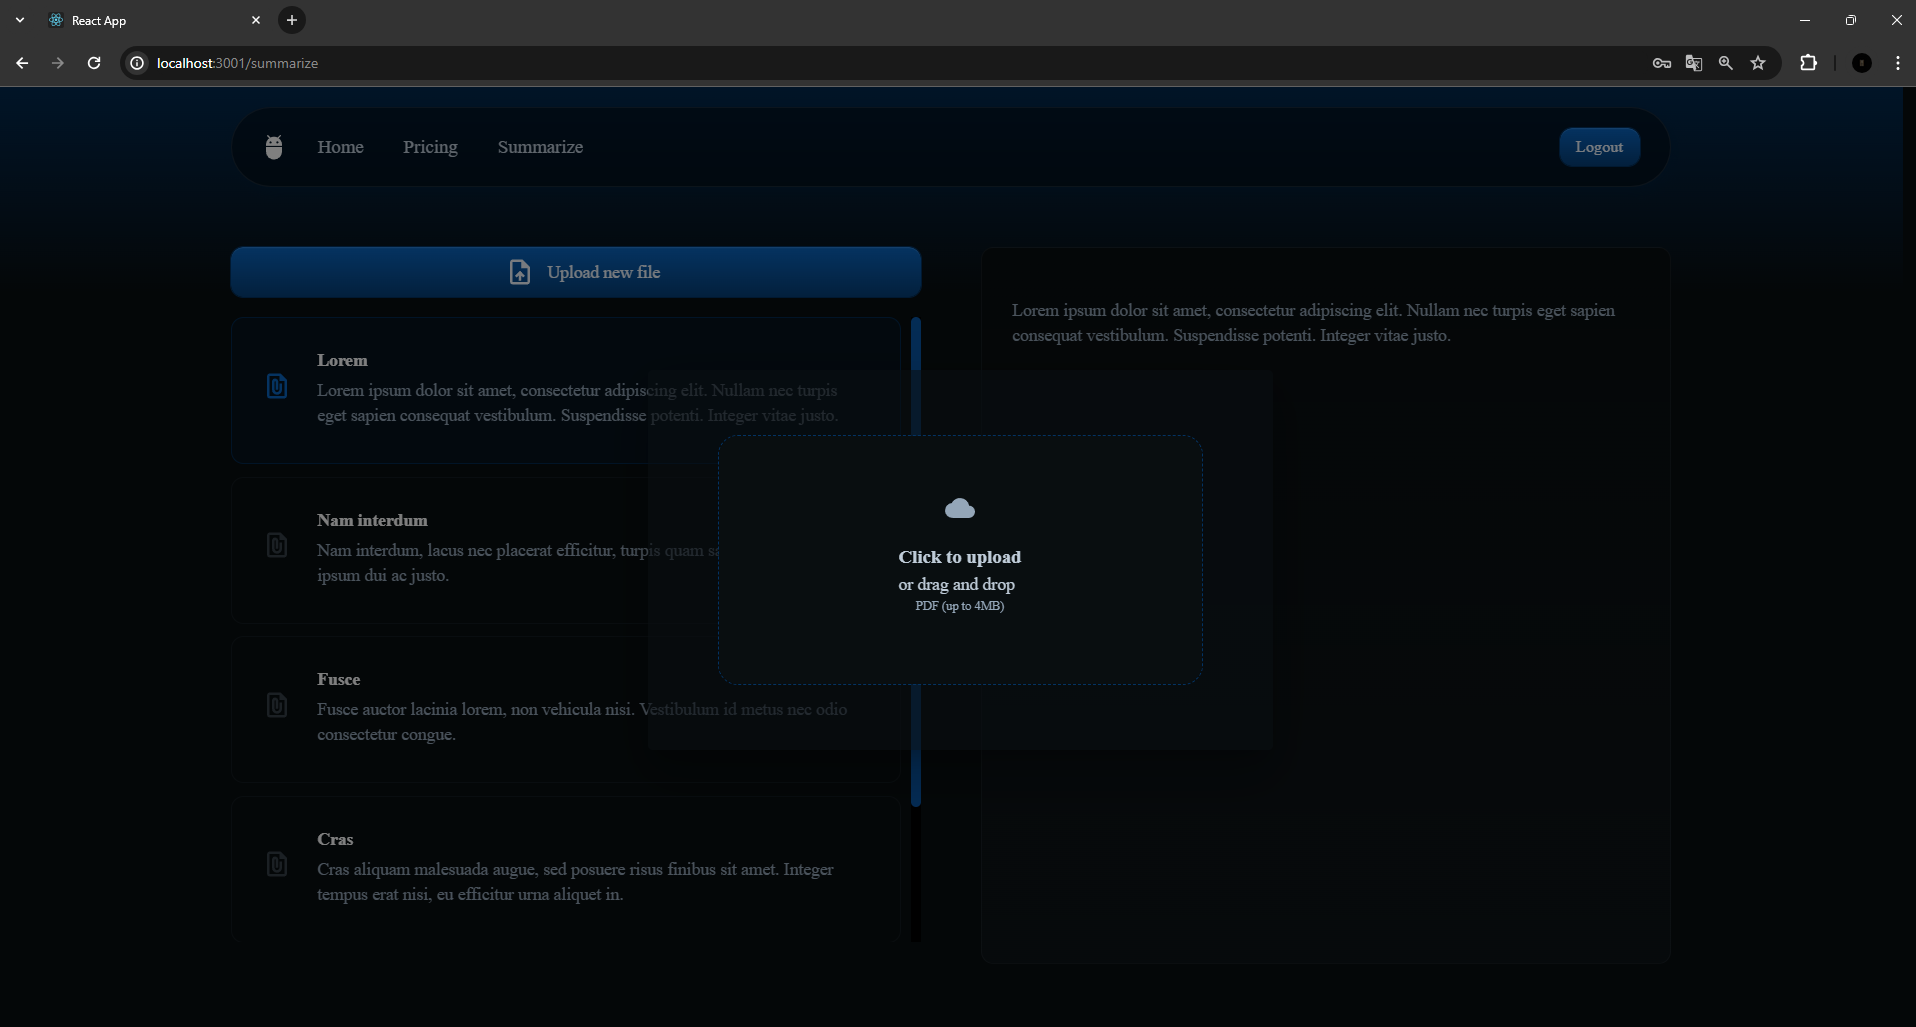 React App
localhost:3001/summarize
Home
Pricing
Summarize
Logout
Upload new file
Lorem
Lorem ipsum dolor sit amet, consectetur adipiscing elit. Nullam nec turpis
eget sapien consequat vestibulum. Suspendisse potenti. Integer vitae justo.
Nam interdum
Nam interdum, lacus nec placerat efficitur, turpis quam
ipsum dui ac justo.
Fusce
Fusce auctor lacinia lorem, non vehicula nisi. Vestibulum id metus nec odio
consectetur congue.
Cras
Cras aliquam malesuada augue, sed posuere risus finibus sit amet. Integer
tempus erat nisi, eu efficitur urna aliquet in.
Lorem ipsum dolor sit amet, consectetur adipiscing elit. Nullam nec turpis eget sapien
consequat vestibulum. Suspendisse potenti. Integer vitae justo.
Click to upload
or drag and drop
PDF (up to 4MB)